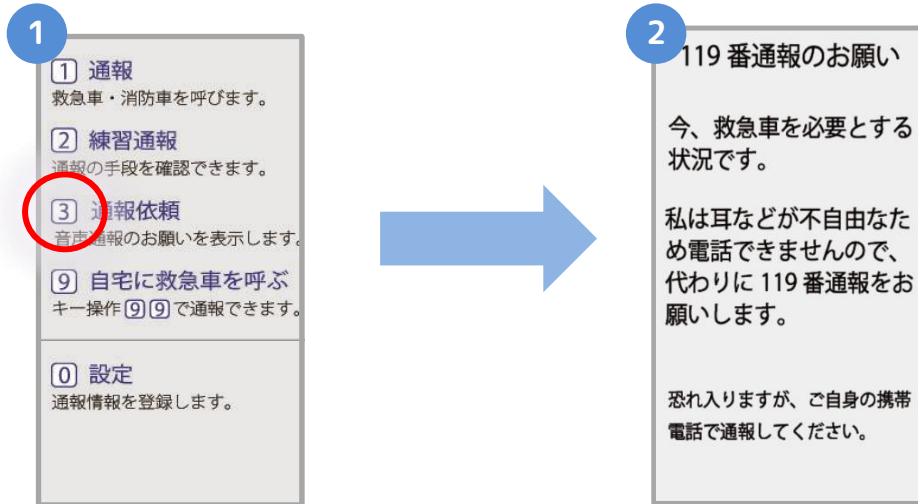 1
1 通報
救急車・消防車を呼びます。
2 練習通報
通報の手段を確認できます。
3 通報依頼
音声通報のお願いを表示します。
9 自宅に救急車を呼ぶ
キー操作99で通報できます。
0 設定
通報情報を登録します。
2
119番通報のお願い
今、救急車を必要とする
状況です。
私は耳などが不自由なた
め電話できませんので、
代わりに119番通報をお
願いします。
恐れ入りますが、ご自身の携帯
電話で通報してください。